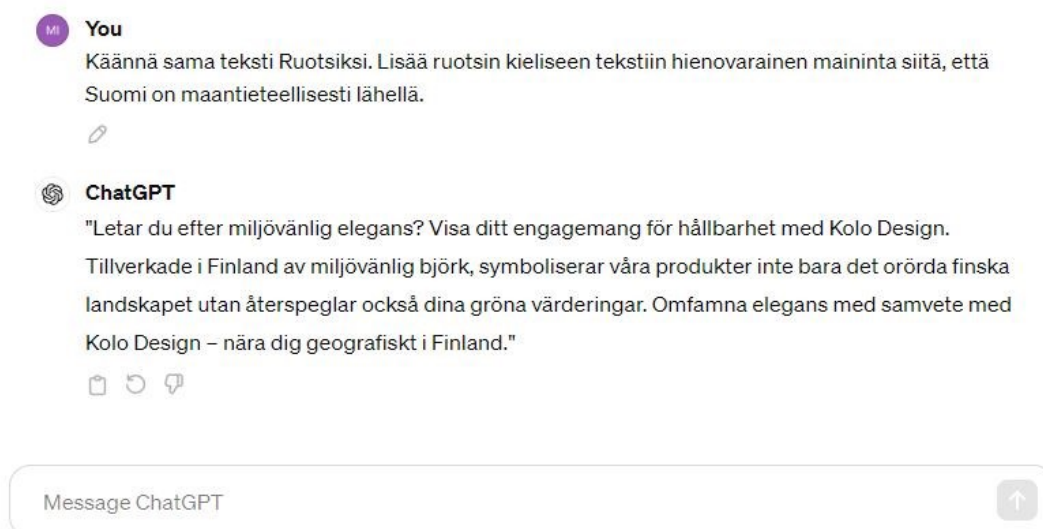 MI
You
Käännä sama teksti Ruotsiksi. Lisää ruotsin kieliseen tekstiin hienovarainen maininta siitä, että
Suomi on maantieteellisesti lähellä.
ChatGPT
"Letar du efter miljövänlig elegans? Visa ditt engagemang för hållbarhet med Kolo Design.
Tillverkade i Finland av miljövänlig björk, symboliserar våra produkter inte bara det orörda finska
landskapet utan återspeglar också dina gröna värderingar. Omfamna elegans med samvete med
Kolo Design – nära dig geografiskt i Finland."
Message ChatGPT